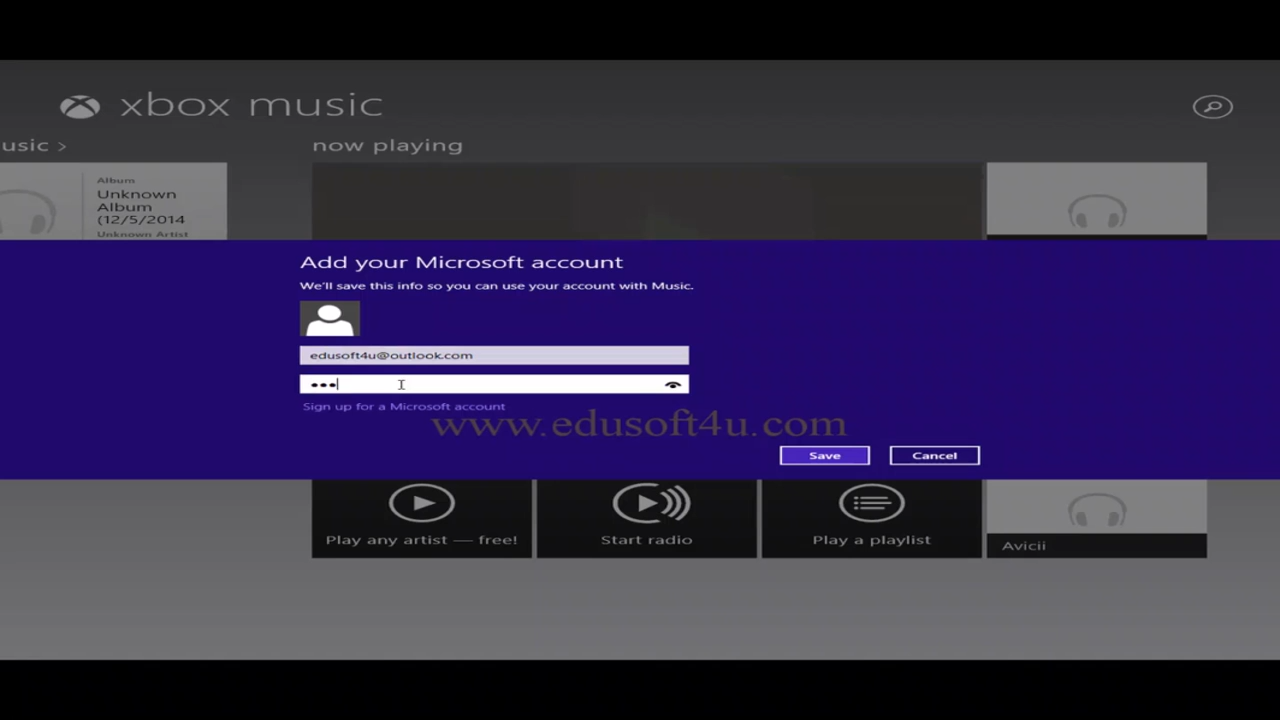 xbox music
usic >
now playing
Album
Unknown
Album
(12/5/2014
Unknown Artist
Add your Microsoft account
We'll save this info so you can use your account with Music.
edusoft4u@outlook.com
•••
Sign up for a Microsoft account
www.edusoft4u.com
Save
Cancel
Play any artist — free!
Start radio
Play a playlist
Avicii